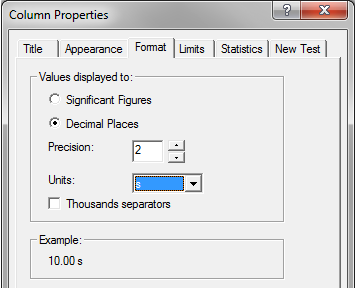 Column Properties
Title Appearance Format Limits Statistics New Test
Values displayed to:
Significant Figures
Decimal Places
Precision: 2
Units: s
Thousands separators
Example:
10.00 s